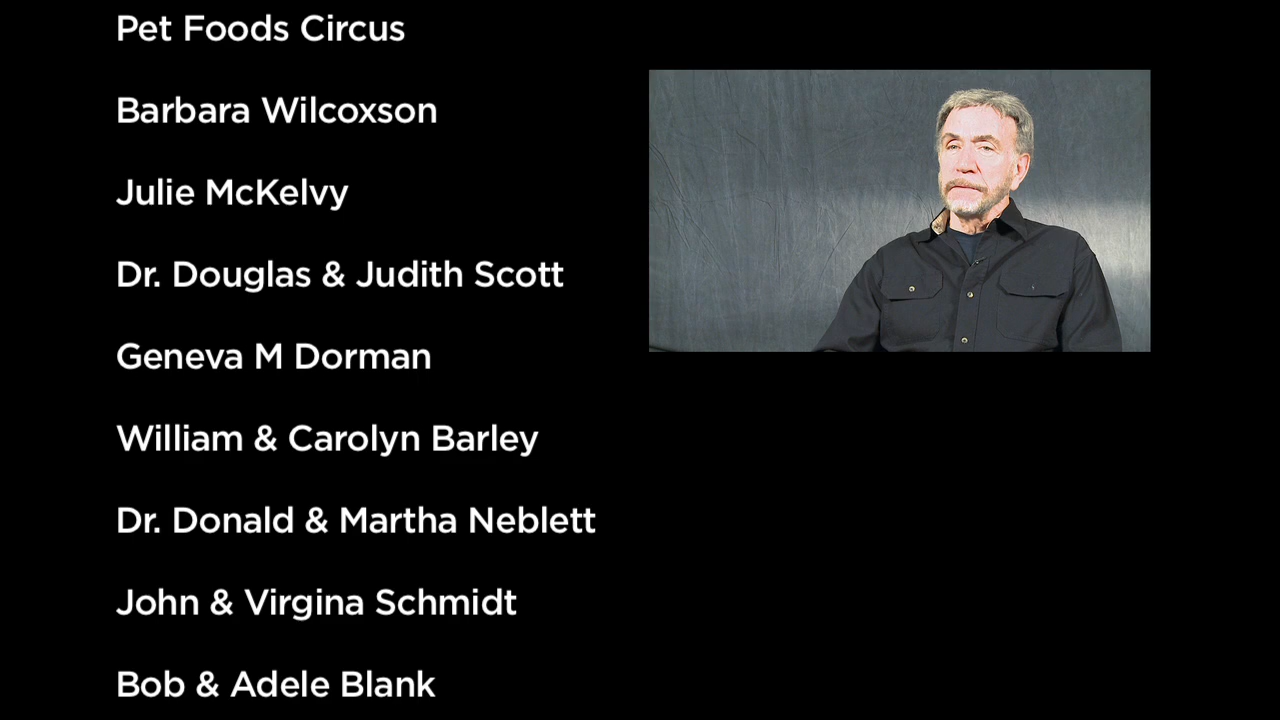 Pet Foods Circus
Barbara Wilcoxson
Julie McKelvy
Dr. Douglas & Judith Scott
Geneva M Dorman
William & Carolyn Barley
Dr. Donald & Martha Neblett
John & Virgina Schmidt
Bob & Adele Blank